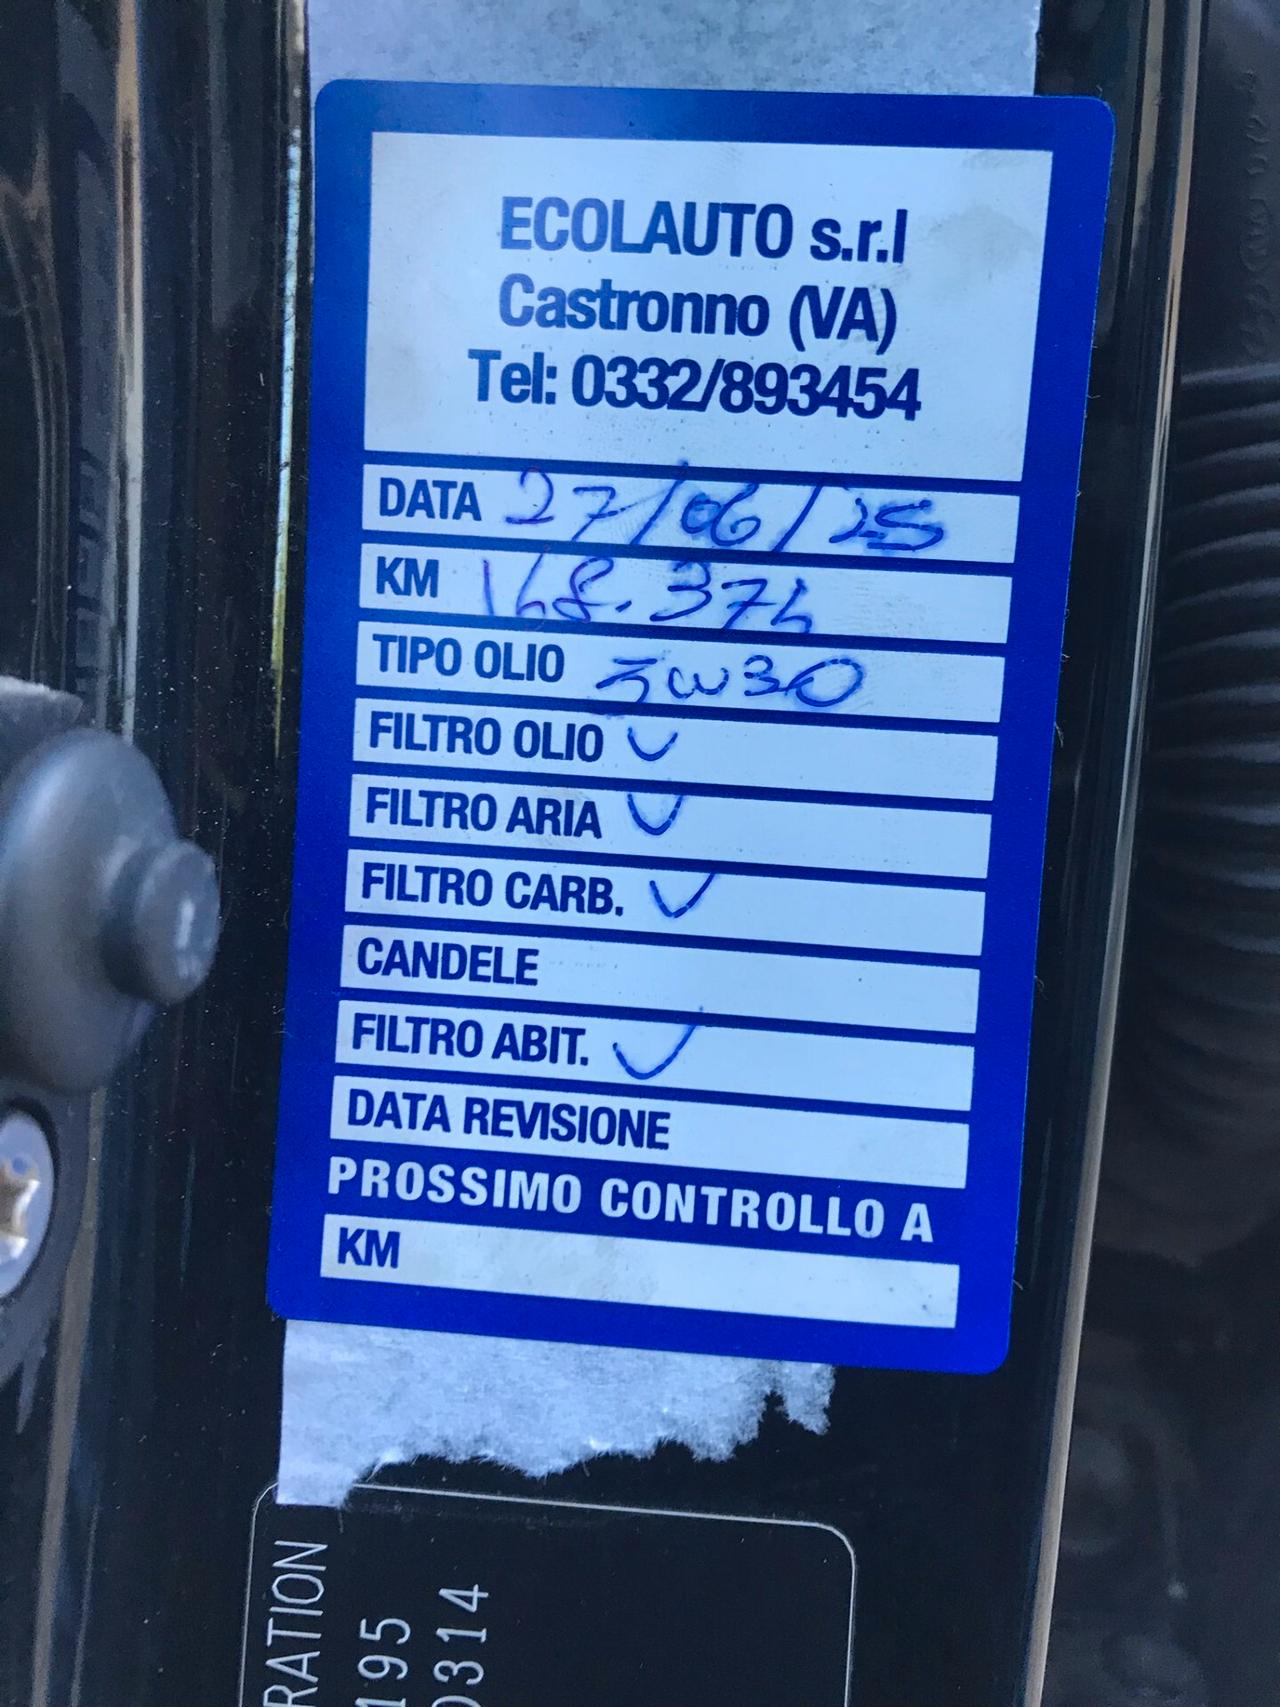 ECOLAUTO s.r.l
Castronno (VA)
Tel: 0332/893454
DATA 27/06/25
KM 168.374
TIPO OLIO 5W30
FILTRO OLIO ✓
FILTRO ARIA ✓
FILTRO CARB. ✓
CANDELE
FILTRO ABIT. ✓
DATA REVISIONE
PROSSIMO CONTROLLO A
KM
RATION
195
0314